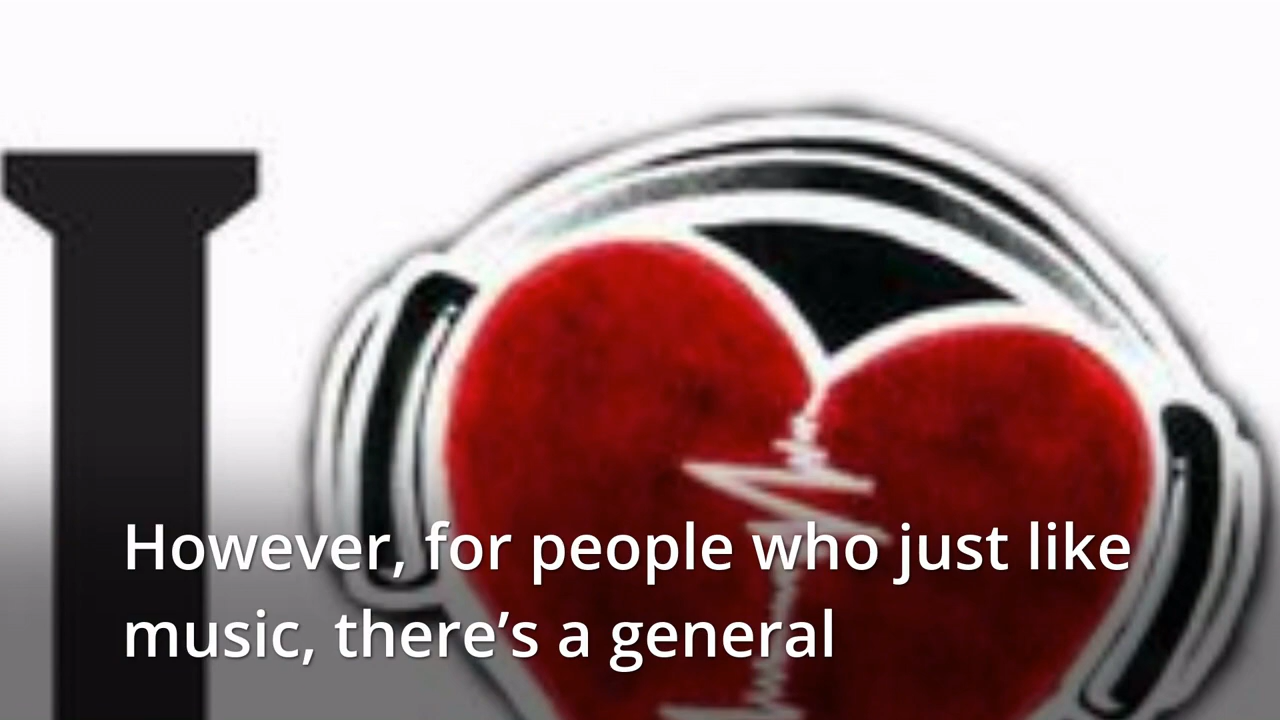 I
However, for people who just like
music, there’s a general